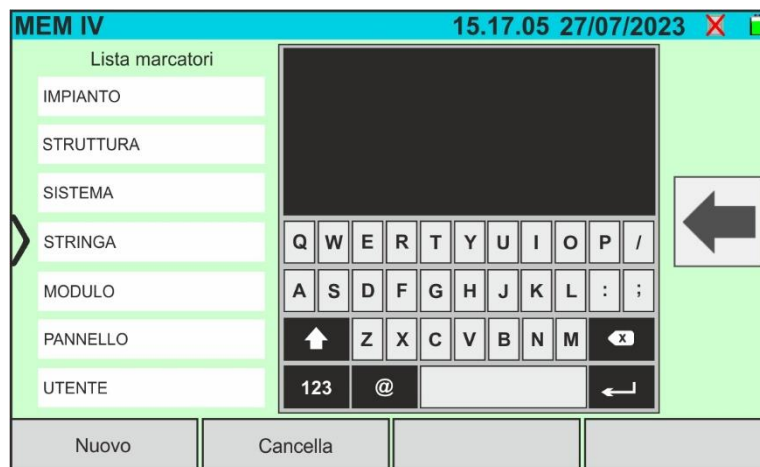 MEM IV 15.17.05 27/07/2023
Lista marcatori
IMPIANTO
STRUTTURA
SISTEMA
STRINGA
MODULO
PANNELLO
UTENTE
Q W E R T Y U I O P /
A S D F G H J K L : ;
Z X C V B N M X
123 @
Nuovo Cancella